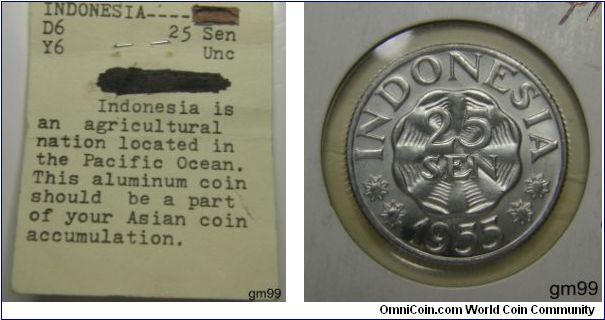 INDONESIA----
D6 25 Sen
Y6 Unc
Indonesia is
an agricultural
nation located in
the Pacific Ocean.
This aluminum coin
should be a part
of your Asian coin
accumulation.
gm99
INDONESIA
25
SEN
1955
gm99
OmniCoin.com World Coin Community